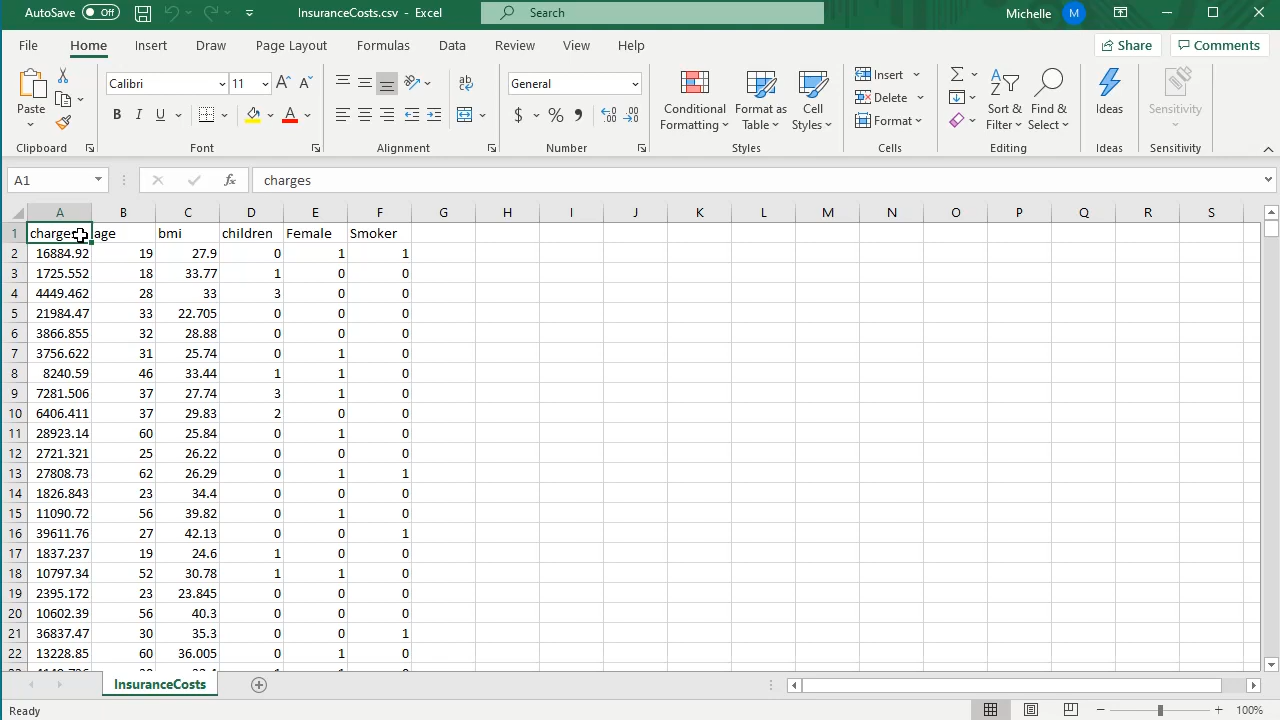 AutoSave Off InsuranceCosts.csv - Excel Search Michelle M
File Home Insert Draw Page Layout Formulas Data Review View Help Share Comments
Paste Calibri 11 A A B I U A ab General $ % 9 .00 .0 Conditional Formatting Format as Table Cell Styles Insert Delete Format Sort & Filter Find & Select Ideas Sensitivity
Clipboard Font Alignment Number Styles Cells Editing Ideas Sensitivity
A1 fx charges
A B C D E F G H I J K L M N O P Q R S
1 charges age bmi children Female Smoker
2 16884.92 19 27.9 0 1 1
3 1725.552 18 33.77 1 0 0
4 4449.462 28 33 3 0 0
5 21984.47 33 22.705 0 0 0
6 3866.855 32 28.88 0 0 0
7 3756.622 31 25.74 0 1 0
8 8240.59 46 33.44 1 1 0
9 7281.506 37 27.74 3 1 0
10 6406.411 37 29.83 2 0 0
11 28923.14 60 25.84 0 1 0
12 2721.321 25 26.22 0 0 0
13 27808.73 62 26.29 0 1 1
14 1826.843 23 34.4 0 0 0
15 11090.72 56 39.82 0 1 0
16 39611.76 27 42.13 0 0 1
17 1837.237 19 24.6 1 0 0
18 10797.34 52 30.78 1 1 0
19 2395.172 23 23.845 0 0 0
20 10602.39 56 40.3 0 0 0
21 36837.47 30 35.3 0 0 1
22 13228.85 60 36.005 0 1 0
InsuranceCosts
Ready 100%